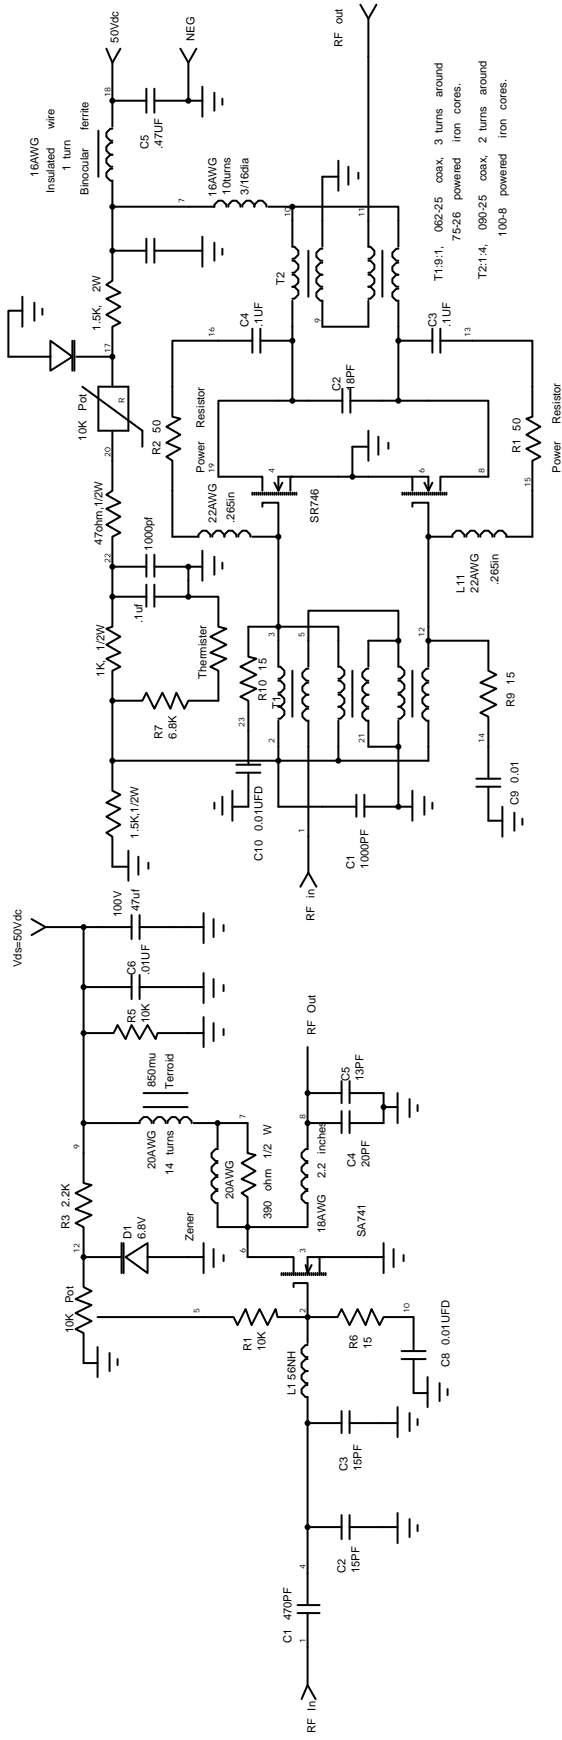 Vds=50Vdc
100V
47uf
C6
.01UF
R5
10K
850mu
Terroid
20AWG
14 turns
9
R3 2.2K
12
D1
6.8V
Zener
10K Pot
5
R1
10K
20AWG
7
390 ohm 1/2 W
6
3
SA741
18AWG 2.2 inches
8
RF Out
C5
13PF
C4
20PF
2
R6
15
10
C8 0.01UFD
L1 56NH
C3
15PF
C2
15PF
4
C1 470PF
1
RF In
16AWG
Insulated wire
1 turn
Binocular ferrite
50Vdc
18
C5
.47UF
NEG
1.5K, 2W
17
10K Pot
R
20
47ohm,1/2W
22
1000pf
.1uf
1K, 1/2W
Thermister
R7
6.8K
1.5K,1/2W
7
16AWG
10turns
3/16dia
RF out
10
11
T2
9
C4
.1UF
16
R2 50
Power Resistor
C2
18PF
C3
.1UF
13
R1 50
Power Resistor
15
19
4
SR746
6
8
22AWG
.265in
L11
22AWG
.265in
3
5
R10 15
T1
23
2
21
12
C10 0.01UFD
C1
1000PF
1
RF in
R9 15
14
C9 0.01
T1:9:1, 062-25 coax, 3 turns around
75-26 powered iron cores.
T2:1:4, 090-25 coax, 2 turns around
100-8 powered iron cores.